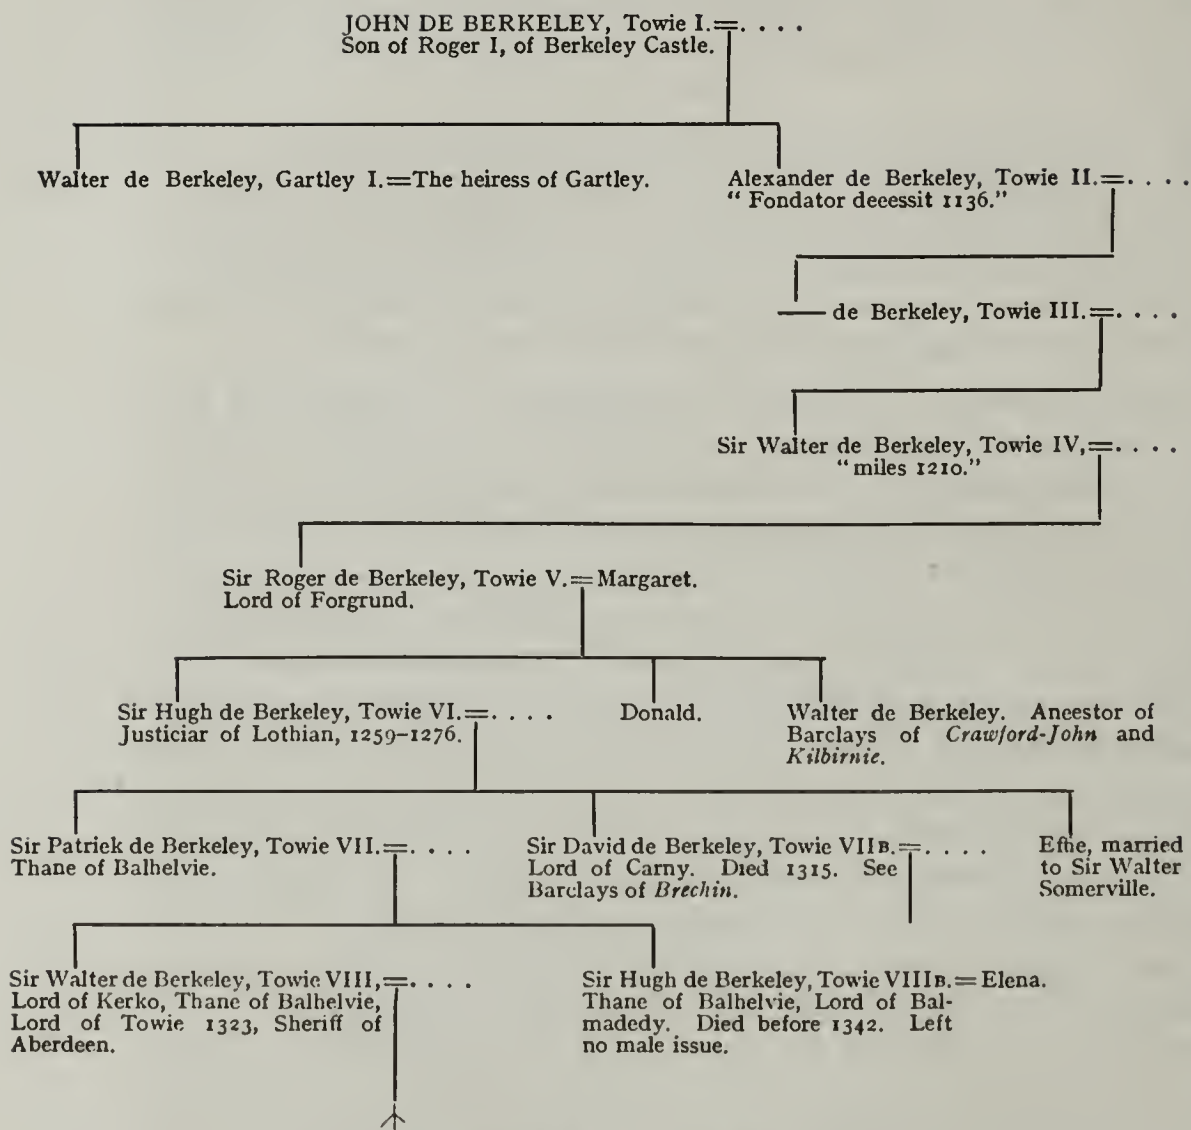 JOHN DE BERKELEY, Towie I.=. . . .
Son of Roger I, of Berkeley Castle.
Walter de Berkeley, Gartley I.=The heiress of Gartley.
Alexander de Berkeley, Towie II.=. . . .
“ Fondator decessit 1136.”
— de Berkeley, Towie III.=. . . .
Sir Walter de Berkeley, Towie IV,=. . . .
“miles 1210.”
Sir Roger de Berkeley, Towie V.=Margaret.
Lord of Forgrund.
Sir Hugh de Berkeley, Towie VI.=. . . .
Justiciar of Lothian, 1259–1276.
Donald.
Walter de Berkeley. Ancestor of
Barclays of Crawford-John and
Kilbirnie.
Sir Patrick de Berkeley, Towie VII.=. . . .
Thane of Balhelvie.
Sir David de Berkeley, Towie VIIB.=. . . .
Lord of Carny. Died 1315. See
Barclays of Brechin.
Effie, married
to Sir Walter
Somerville.
Sir Walter de Berkeley, Towie VIII,=. . . .
Lord of Kerko, Thane of Balhelvie,
Lord of Towie 1323, Sheriff of
Aberdeen.
Sir Hugh de Berkeley, Towie VIIIB.=Elena.
Thane of Balhelvie, Lord of Bal-
madedy. Died before 1342. Left
no male issue.